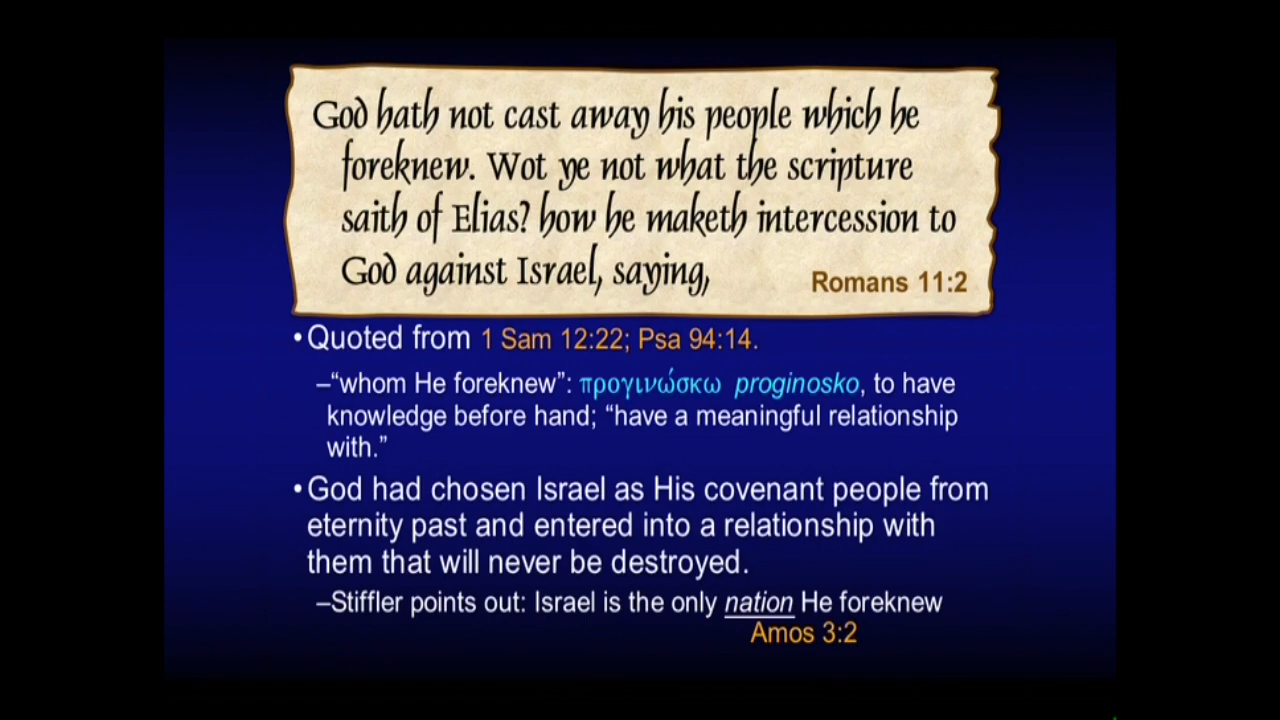 God hath not cast away his people which he
foreknew. Wot ye not what the scripture
saith of Elias? how he maketh intercession to
God against Israel, saying,
Romans 11:2
•Quoted from 1 Sam 12:22; Psa 94:14.
–“whom He foreknew”: προγινώσκω proginosko, to have
knowledge before hand; “have a meaningful relationship
with.”
•God had chosen Israel as His covenant people from
eternity past and entered into a relationship with
them that will never be destroyed.
–Stiffler points out: Israel is the only nation He foreknew
Amos 3:2